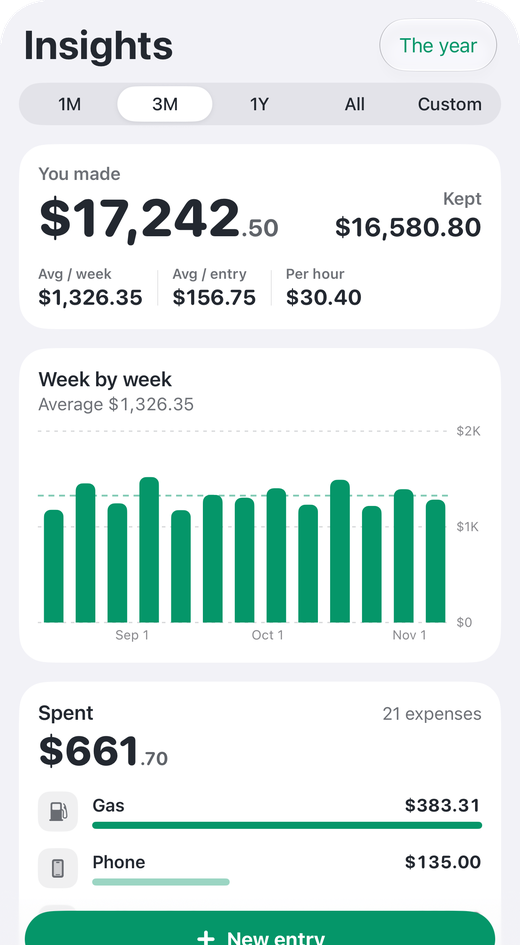 Insights
The year
1M 3M 1Y All Custom
You made
$17,242.50
Kept
$16,580.80
Avg / week Avg / entry Per hour
$1,326.35 $156.75 $30.40
Week by week
Average $1,326.35
$2K
$1K
$0
Sep 1 Oct 1 Nov 1
Spent 21 expenses
$661.70
Gas $383.31
Phone $135.00
+ New entry